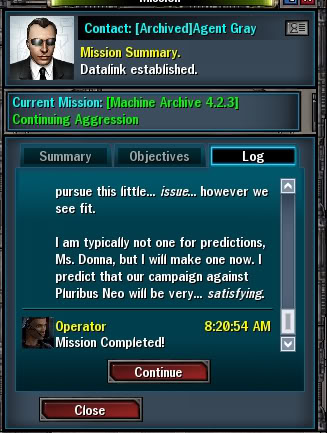 Mission
Contact: [Archived]Agent Gray
Mission Summary.
Datalink established.
Current Mission: [Machine Archive 4.2.3]
Continuing Aggression
Summary
Objectives
Log
pursue this little... issue... however we
see fit.
I am typically not one for predictions,
Ms. Donna, but I will make one now. I
predict that our campaign against
Pluribus Neo will be very... satisfying.
Operator 8:20:54 AM
Mission Completed!
Continue
Close